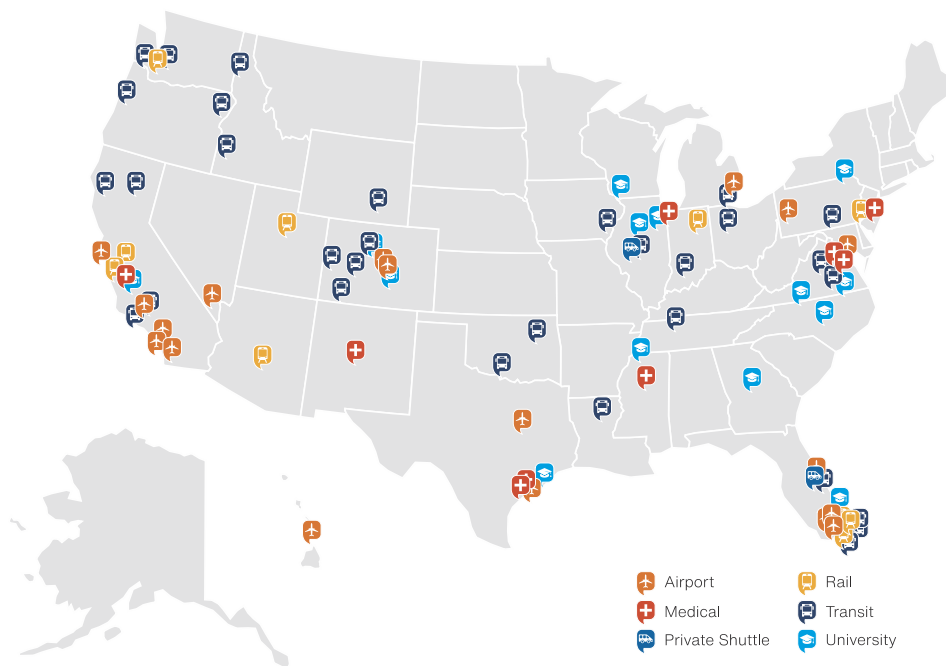 Airport
Rail
Medical
Transit
Private Shuttle
University